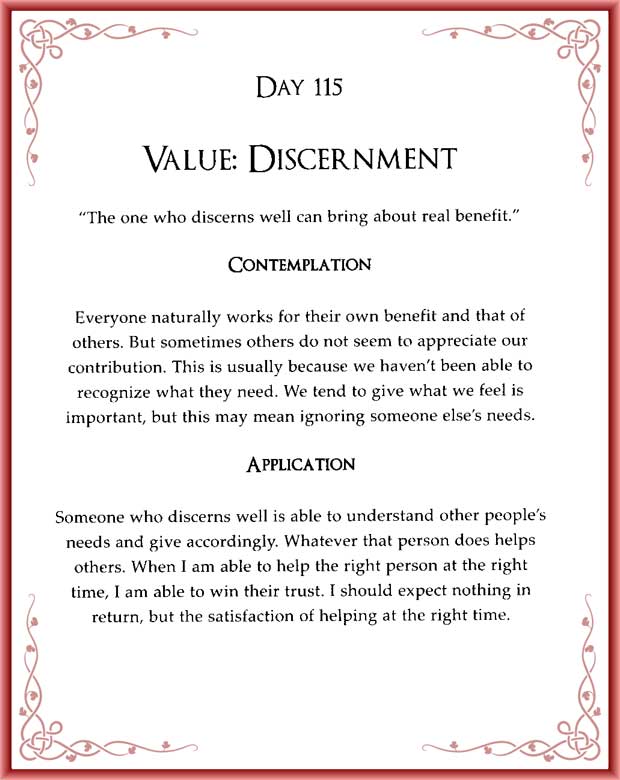 Day 115
Value: Discernment
“The one who discerns well can bring about real benefit.”
Contemplation
Everyone naturally works for their own benefit and that of
others. But sometimes others do not seem to appreciate our
contribution. This is usually because we haven’t been able to
recognize what they need. We tend to give what we feel is
important, but this may mean ignoring someone else’s needs.
Application
Someone who discerns well is able to understand other people’s
needs and give accordingly. Whatever that person does helps
others. When I am able to help the right person at the right
time, I am able to win their trust. I should expect nothing in
return, but the satisfaction of helping at the right time.